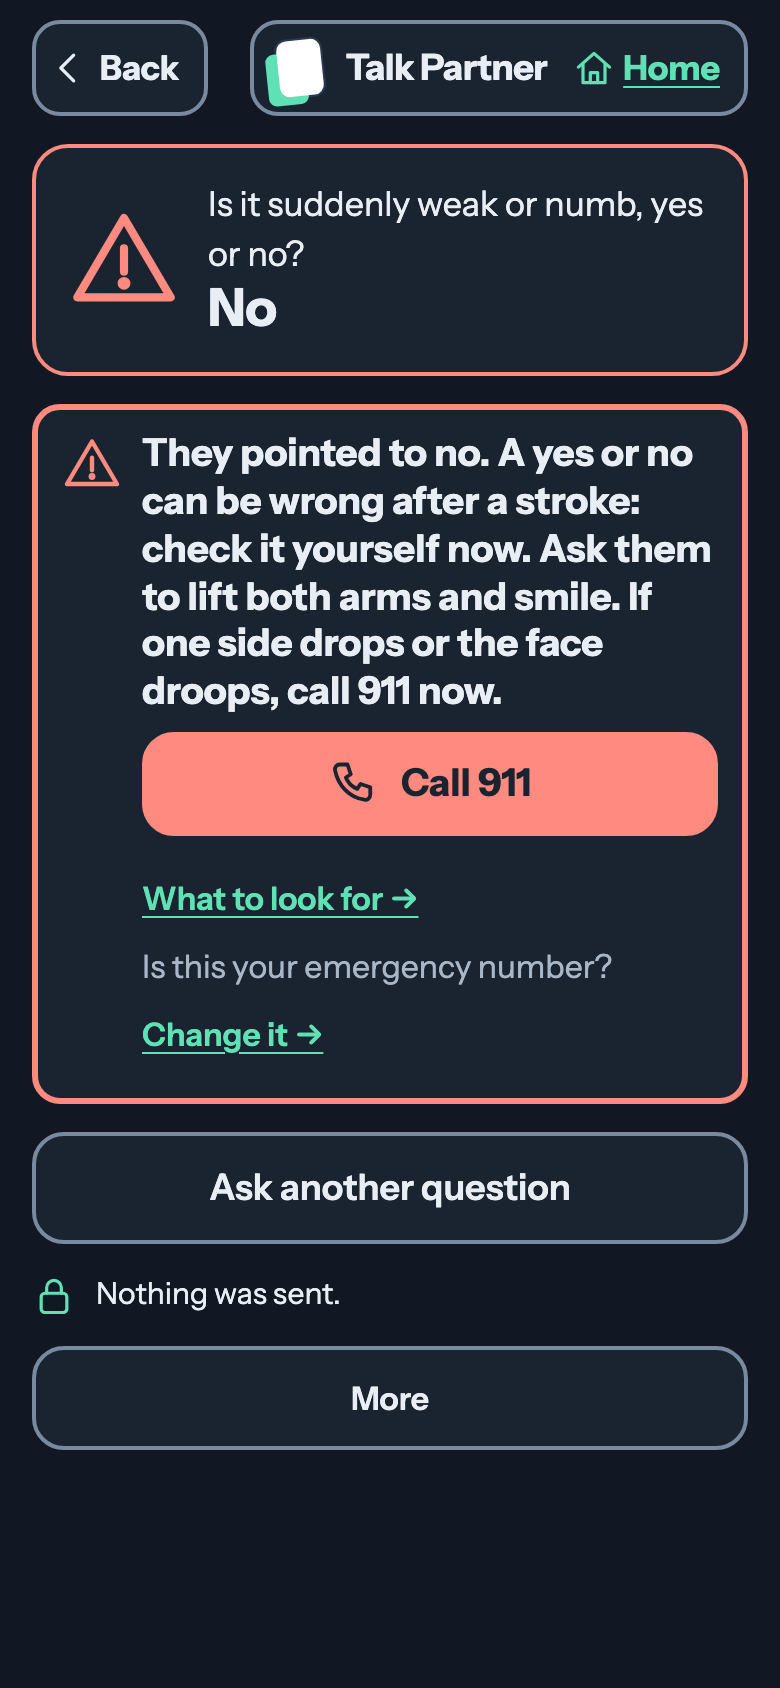 Back
Talk Partner
Home
Is it suddenly weak or numb, yes
or no?
No
They pointed to no. A yes or no
can be wrong after a stroke:
check it yourself now. Ask them
to lift both arms and smile. If
one side drops or the face
droops, call 911 now.
Call 911
What to look for →
Is this your emergency number?
Change it →
Ask another question
Nothing was sent.
More